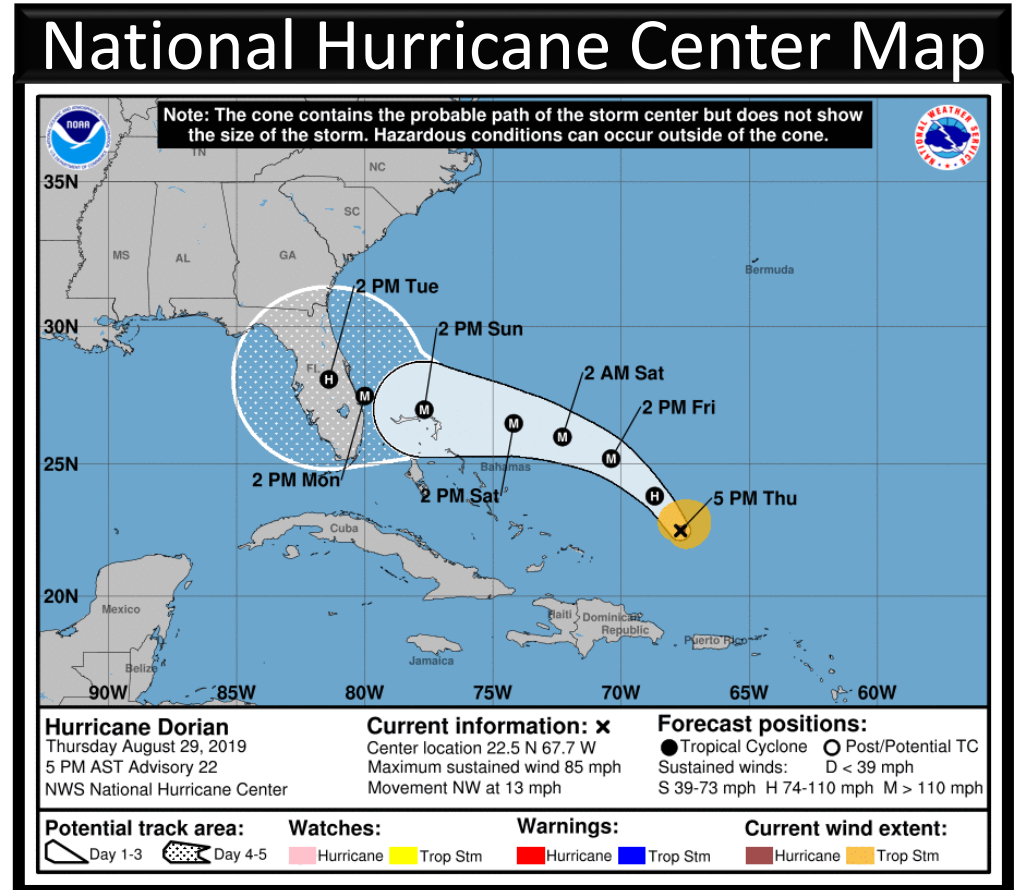 National Hurricane Center Map
Note: The cone contains the probable path of the storm center but does not show
the size of the storm. Hazardous conditions can occur outside of the cone.
NOAA
NATIONAL WEATHER SERVICE
TN
NC
35N
SC
MS
AL
GA
Bermuda
2 PM Tue
30N
2 PM Sun
FL
H
2 AM Sat
M
M
2 PM Fri
M
M
M
25N
Bahamas
2 PM Mon
2 PM Sat
H
5 PM Thu
Cuba
20N
Mexico
Haiti
Dominican
Republic
Puerto Rico
Jamaica
Belize
90W 85W 80W 75W 70W 65W 60W
Hurricane Dorian
Thursday August 29, 2019
5 PM AST Advisory 22
NWS National Hurricane Center
Current information: x
Center location 22.5 N 67.7 W
Maximum sustained wind 85 mph
Movement NW at 13 mph
Forecast positions:
Tropical Cyclone Post/Potential TC
Sustained winds: D < 39 mph
S 39-73 mph H 74-110 mph M > 110 mph
Potential track area:
Day 1-3 Day 4-5
Watches:
Hurricane Trop Stm
Warnings:
Hurricane Trop Stm
Current wind extent:
Hurricane Trop Stm